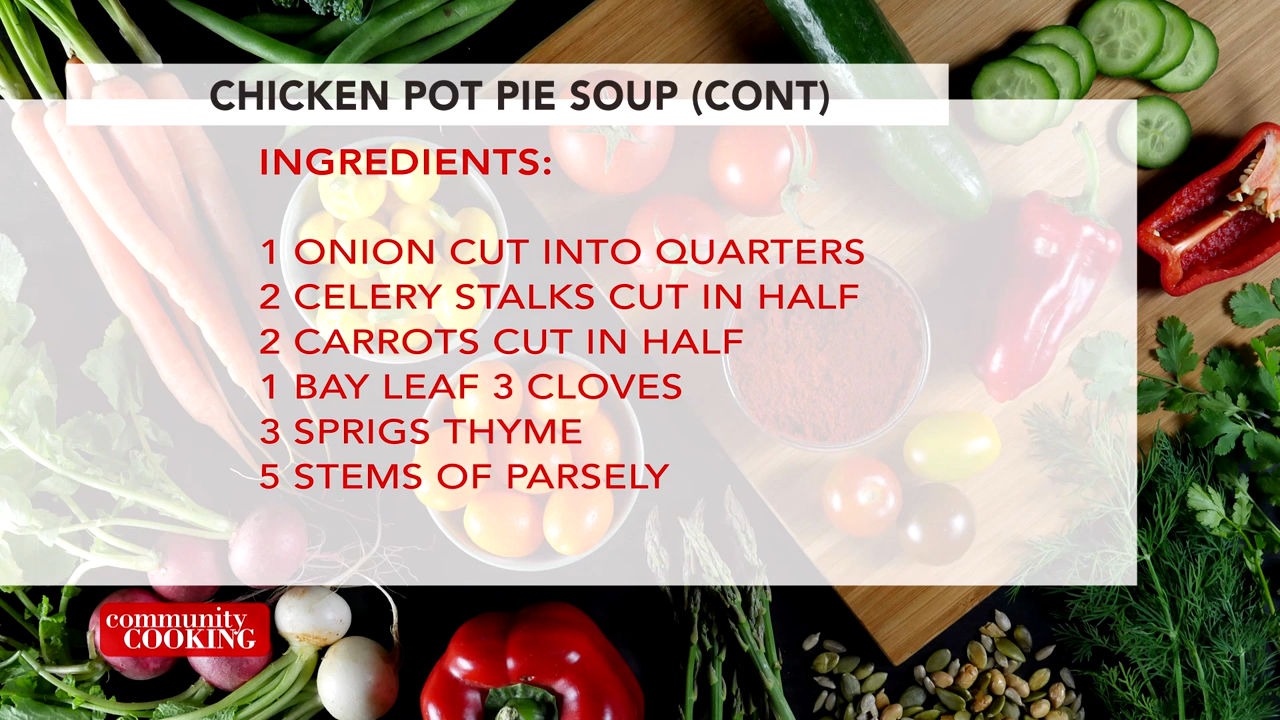 CHICKEN POT PIE SOUP (CONT)
INGREDIENTS:
1 ONION CUT INTO QUARTERS
2 CELERY STALKS CUT IN HALF
2 CARROTS CUT IN HALF
1 BAY LEAF 3 CLOVES
3 SPRIGS THYME
5 STEMS OF PARSELY
community
COOKING